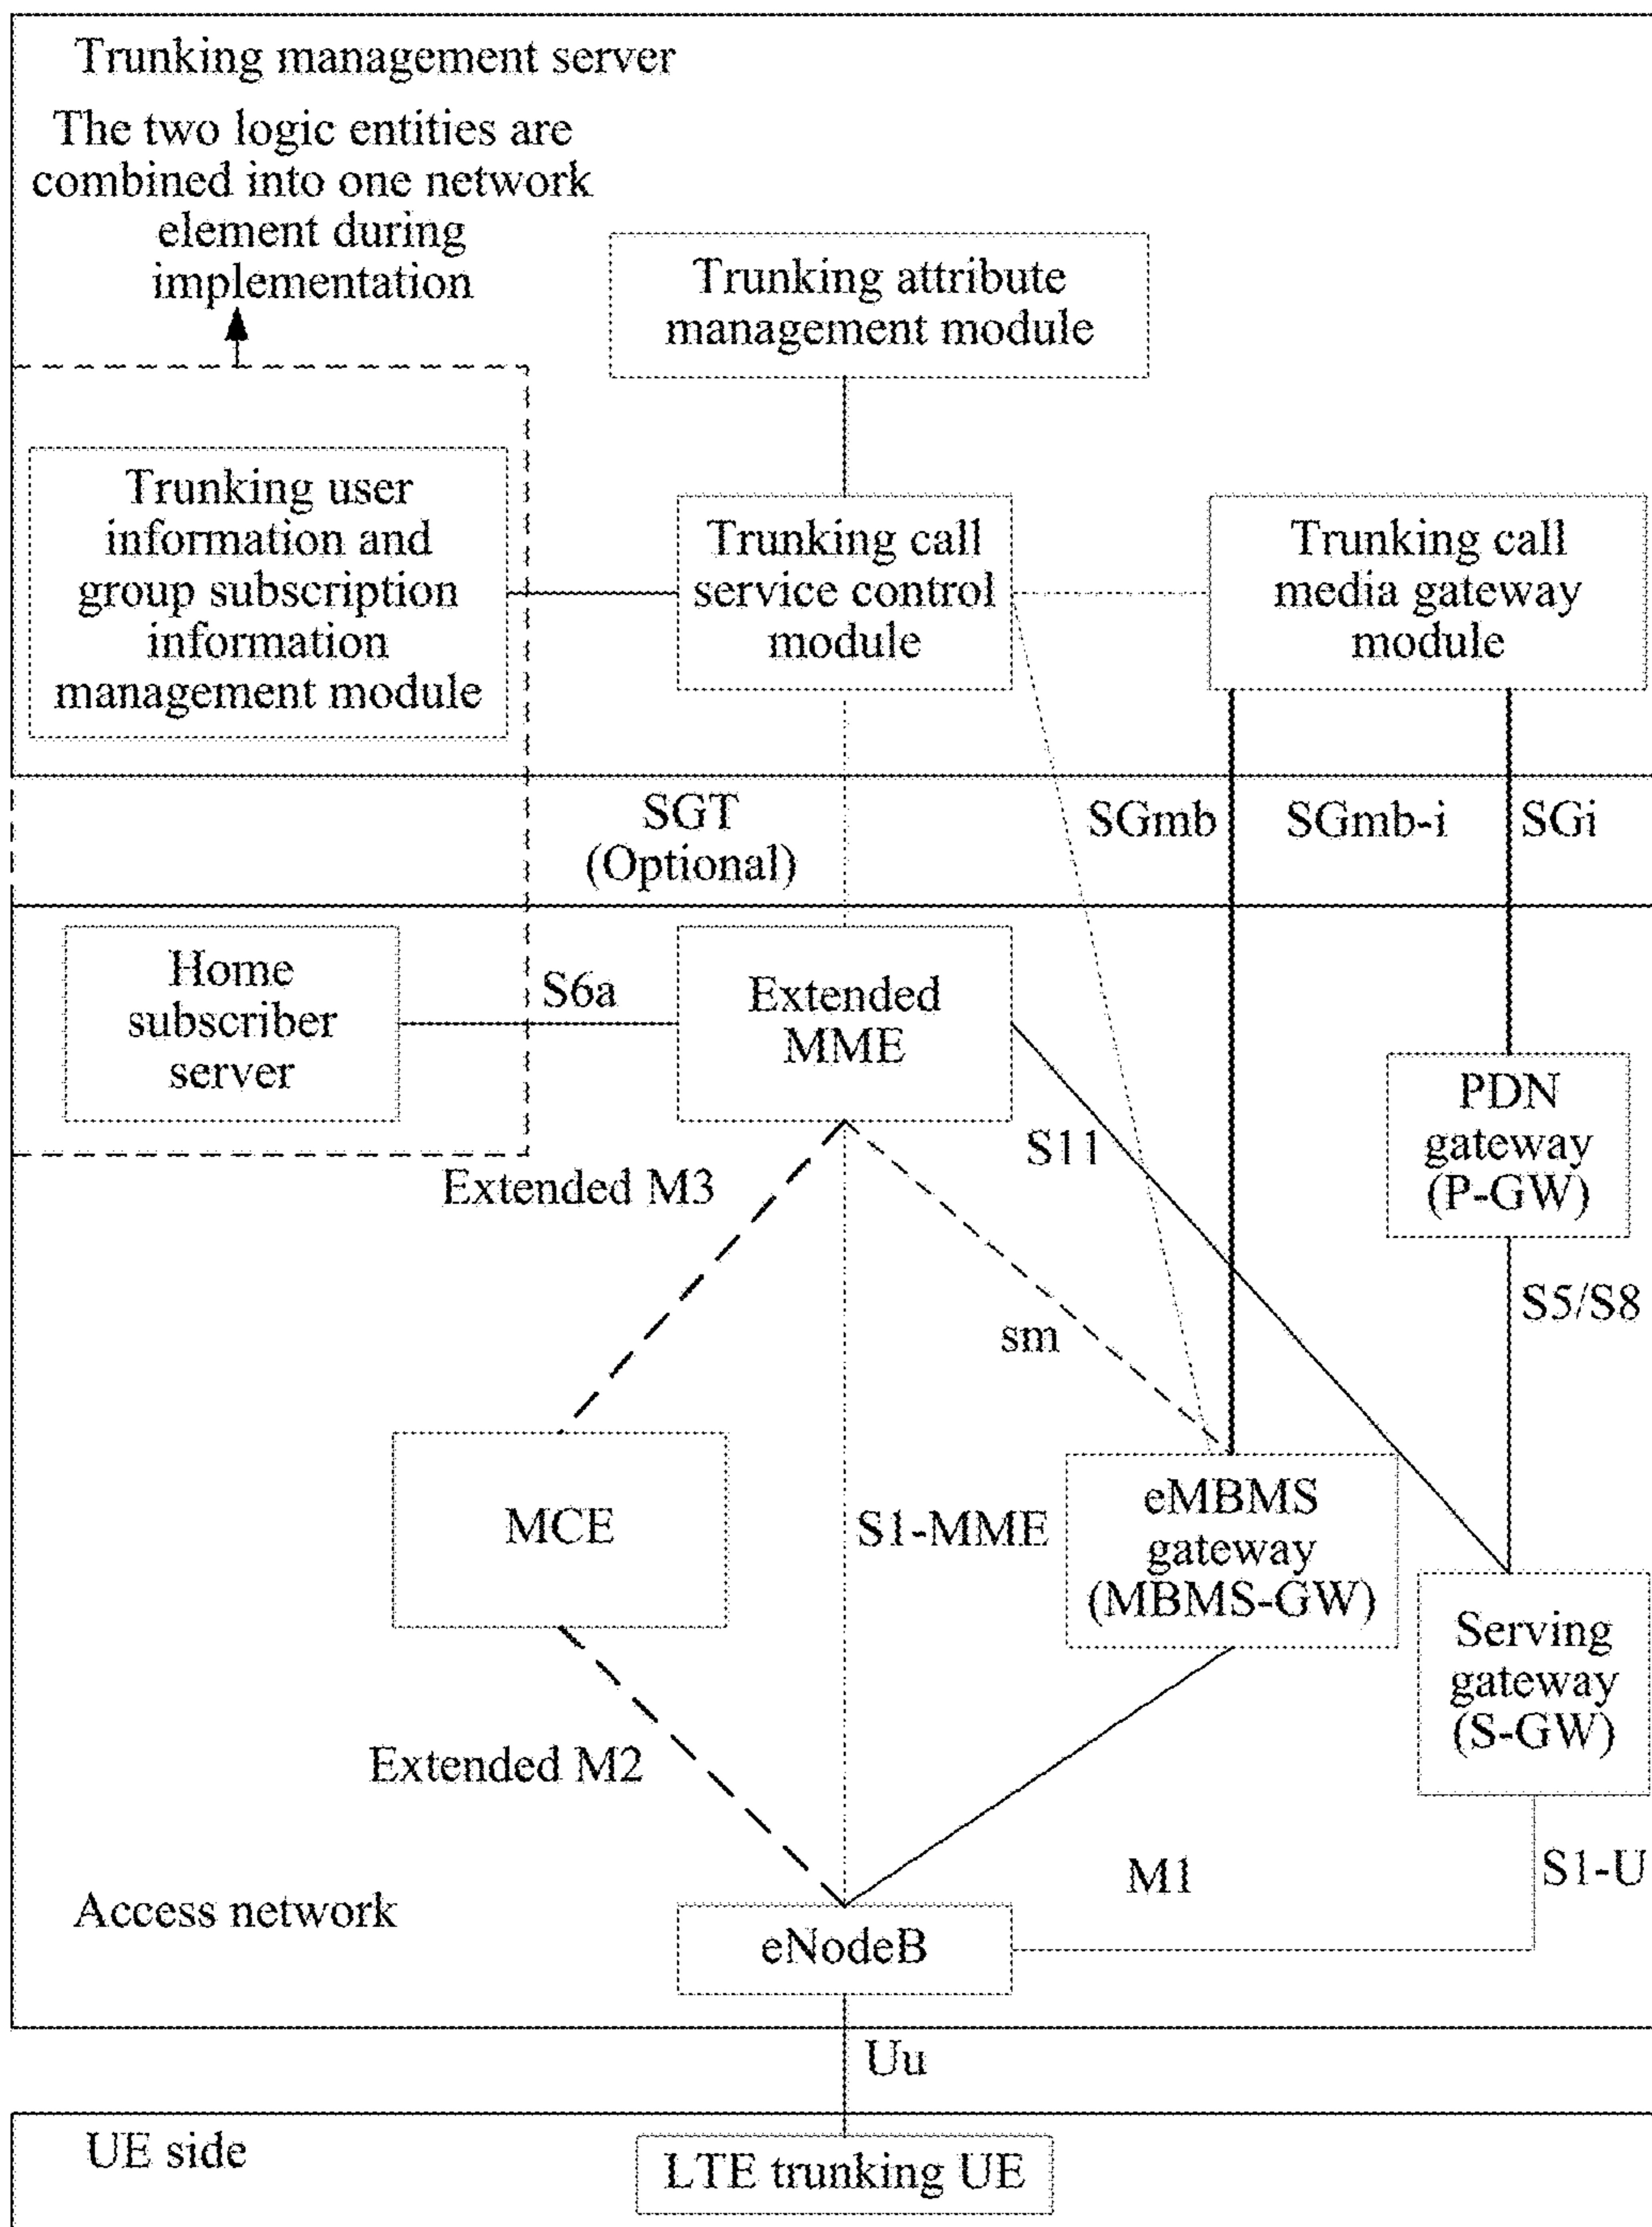 Trunking management server
The two logic entities are
combined into one network
element during
implementation
Trunking attribute
management module
Trunking user
information and
group subscription
information
management module
Trunking call
service control
module
Trunking call
media gateway
module
SGT
(Optional)
SGmb
SGmb-i
SGi
Home
subscriber
server
S6a
Extended
MME
PDN
gateway
(P-GW)
S11
Extended M3
S5/S8
sm
MCE
S1-MME
eMBMS
gateway
(MBMS-GW)
Serving
gateway
(S-GW)
Extended M2
M1
S1-U
Access network
eNodeB
Uu
UE side
LTE trunking UE